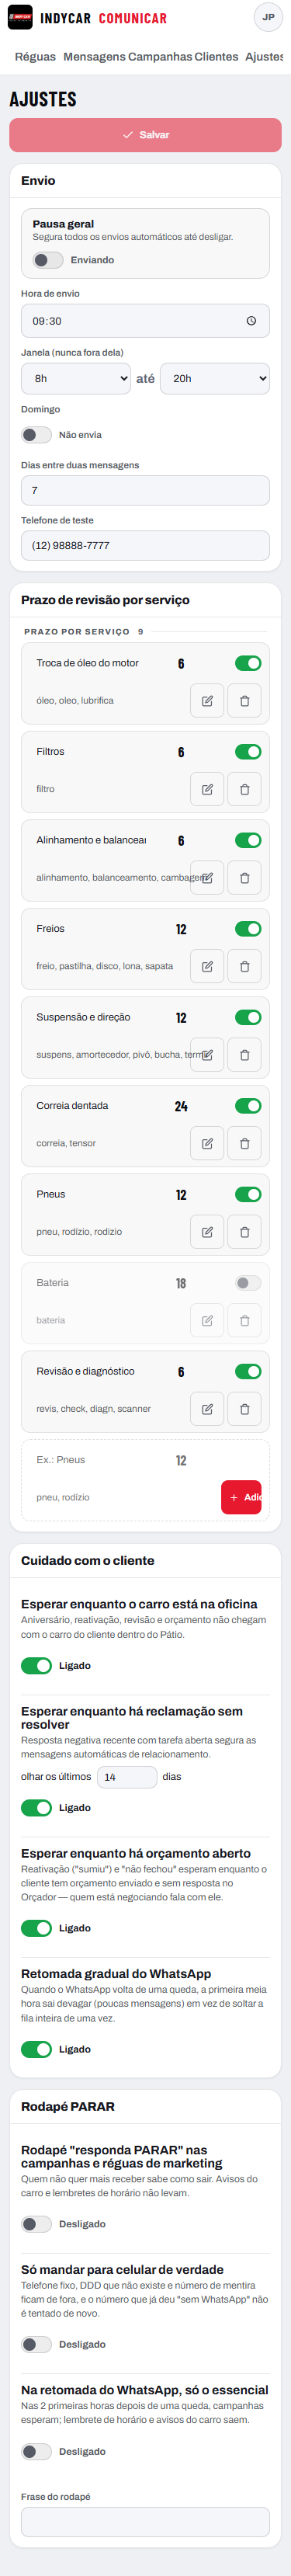 INDYCAR COMUNICAR
JP
Réguas Mensagens Campanhas Clientes Ajustes
AJUSTES
Salvar
Envio
Pausa geral
Segura todos os envios automáticos até desligar.
Enviando
Hora de envio
09:30
Janela (nunca fora dela)
8h até 20h
Domingo
Não envia
Dias entre duas mensagens
7
Telefone de teste
(12) 98888-7777
Prazo de revisão por serviço
PRAZO POR SERVIÇO 9
Troca de óleo do motor 6
óleo, oleo, lubrifica
Filtros 6
filtro
Alinhamento e balancear 6
alinhamento, balanceamento, cambagem
Freios 12
freio, pastilha, disco, lona, sapata
Suspensão e direção 12
suspens, amortecedor, pivô, bucha, termi
Correia dentada 24
correia, tensor
Pneus 12
pneu, rodízio, rodizio
Bateria 18
bateria
Revisão e diagnóstico 6
revis, check, diagn, scanner
Ex.: Pneus 12
pneu, rodízio
+ Adic
Cuidado com o cliente
Esperar enquanto o carro está na oficina
Aniversário, reativação, revisão e orçamento não chegam
com o carro do cliente dentro do Pátio.
Ligado
Esperar enquanto há reclamação sem
resolver
Resposta negativa recente com tarefa aberta segura as
mensagens automáticas de relacionamento.
olhar os últimos 14 dias
Ligado
Esperar enquanto há orçamento aberto
Reativação ("sumiu") e "não fechou" esperam enquanto o
cliente tem orçamento enviado e sem resposta no
Orçador — quem está negociando fala com ele.
Ligado
Retomada gradual do WhatsApp
Quando o WhatsApp volta de uma queda, a primeira meia
hora sai devagar (poucas mensagens) em vez de soltar a
fila inteira de uma vez.
Ligado
Rodapé PARAR
Rodapé "responda PARAR" nas
campanhas e réguas de marketing
Quem não quer mais receber sabe como sair. Avisos do
carro e lembretes de horário não levam.
Desligado
Só mandar para celular de verdade
Telefone fixo, DDD que não existe e número de mentira
ficam de fora, e o número que já deu "sem WhatsApp" não
é tentado de novo.
Desligado
Na retomada do WhatsApp, só o essencial
Nas 2 primeiras horas depois de uma queda, campanhas
esperam; lembrete de horário e avisos do carro saem.
Desligado
Frase do rodapé